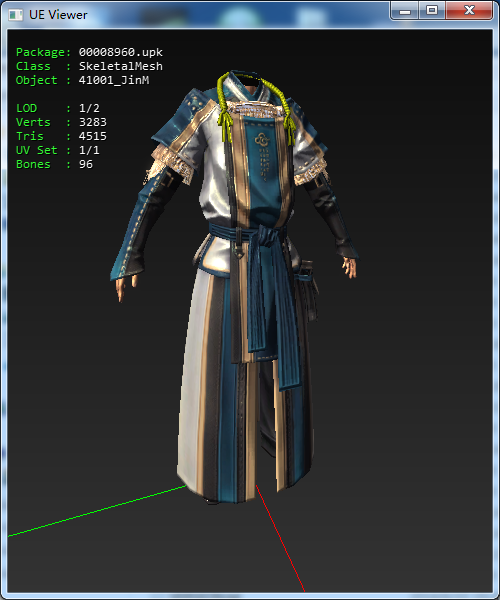 UE Viewer
Package: 00008960.upk
Class  : SkeletalMesh
Object : 41001_JinM
LOD    : 1/2
Verts  : 3283
Tris   : 4515
UV Set : 1/1
Bones  : 96